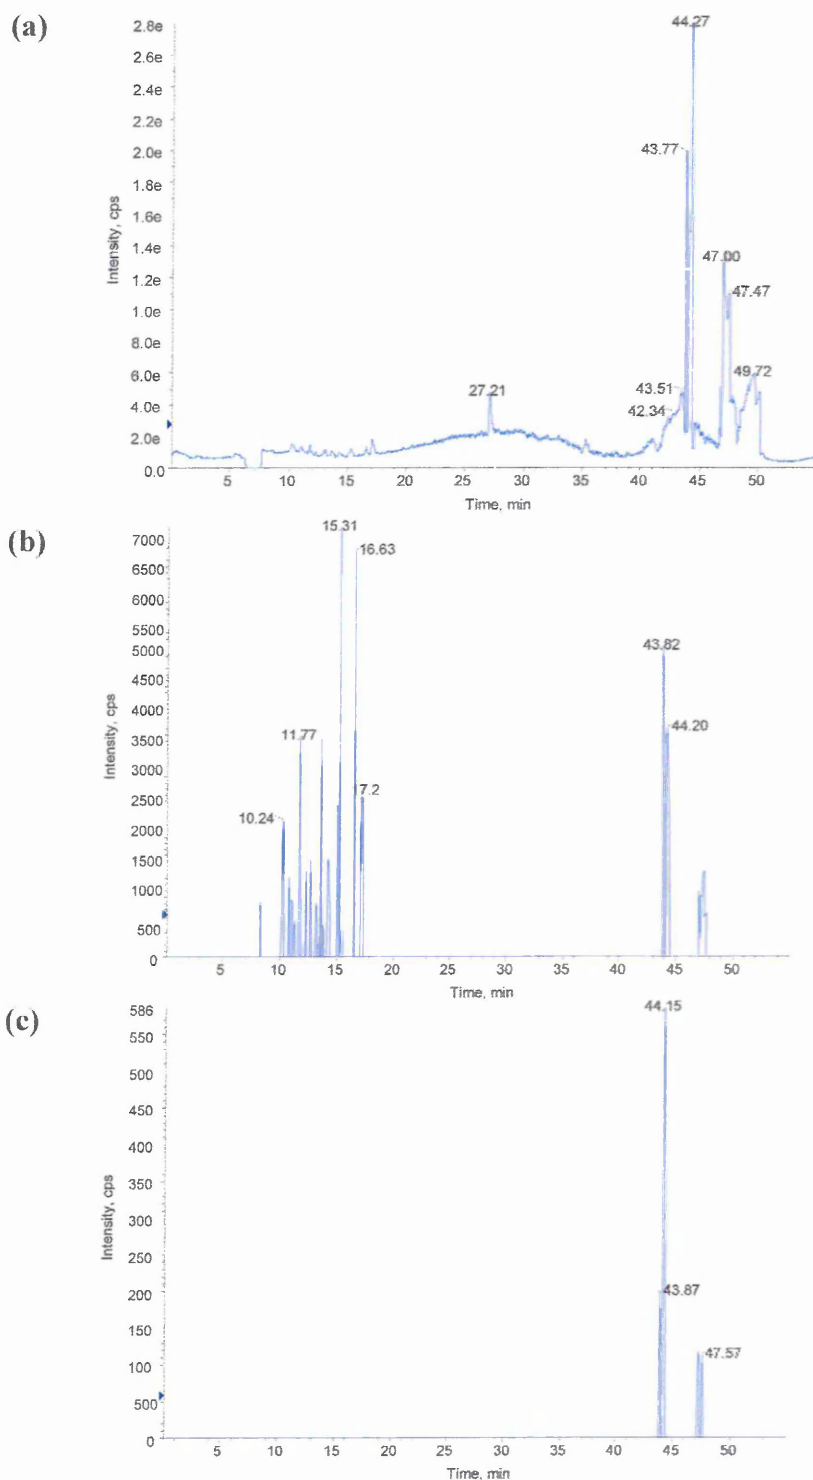 (a)
2.8e
2.6e
2.4e
2.2e
2.0e
1.8e
1.6e
1.4e
1.2e
1.0e
8.0e
6.0e
4.0e
2.0e
0.0
Intensity, cps
27.21
42.34
43.51
43.77
44.27
47.00
47.47
49.72
5 10 15 20 25 30 35 40 45 50
Time, min
(b)
7000
6500
6000
5500
5000
4500
4000
3500
3000
2500
2000
1500
1000
500
0
Intensity, cps
10.24
11.77
15.31
16.63
7.2
43.82
44.20
5 10 15 20 25 30 35 40 45 50
Time, min
(c)
586
550
500
450
400
350
300
250
200
150
100
500
0
Intensity, cps
44.15
43.87
47.57
5 10 15 20 25 30 35 40 45 50
Time, min